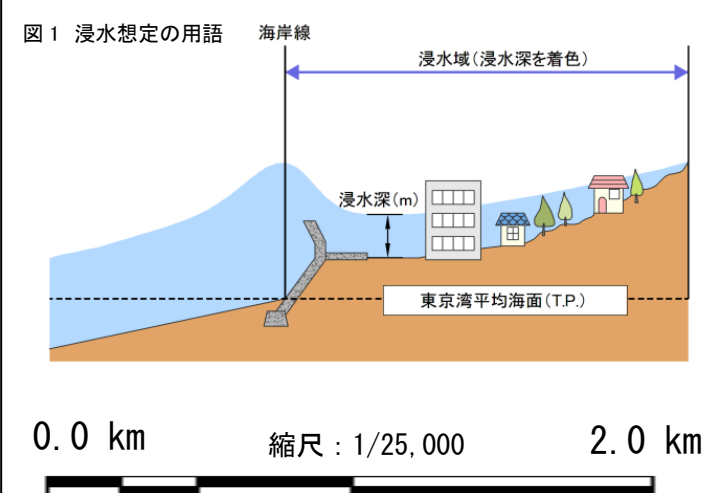 図1 浸水想定の用語
海岸線
浸水域(浸水深を着色)
浸水深(m)
東京湾平均海面(T.P.)
0.0 km
縮尺：1/25,000
2.0 km